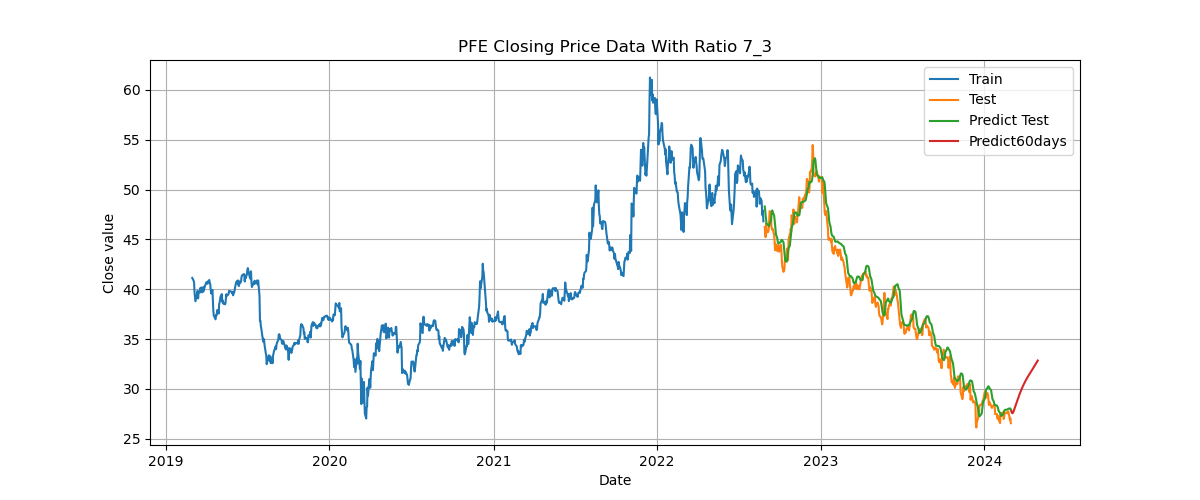 PFE Closing Price Data With Ratio 7_3
Train
Test
Predict Test
Predict60days
60
55
50
45
40
35
30
25
Close value
2019
2020
2021
2022
2023
2024
Date